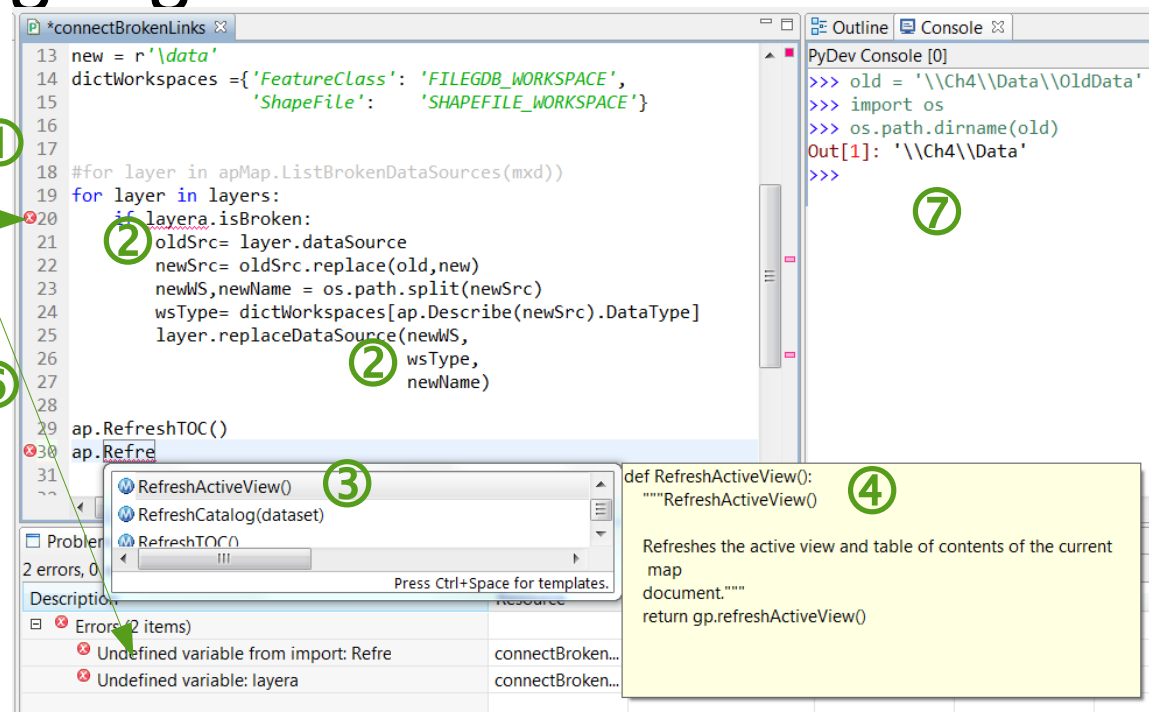 *connectBrokenLinks
13 new = r'\data'
14 dictWorkspaces ={'FeatureClass': 'FILEGDB_WORKSPACE',
15 'ShapeFile': 'SHAPEFILE_WORKSPACE'}
16
17
18 #for layer in apMap.ListBrokenDataSources(mxd))
19 for layer in layers:
20 if layera.isBroken:
②
21 oldSrc= layer.dataSource
22 newSrc= oldSrc.replace(old,new)
23 newWS,newName = os.path.split(newSrc)
24 wsType= dictWorkspaces[ap.Describe(newSrc).DataType]
25 layer.replaceDataSource(newWS,
②
26 wsType,
27 newName)
28
29 ap.RefreshTOC()
30 ap.Refre
31
RefreshActiveView()
③
RefreshCatalog(dataset)
RefreshTOC()
Press Ctrl+Space for templates.
def RefreshActiveView():
④
"""RefreshActiveView()
Refreshes the active view and table of contents of the current
map
document."""
return gp.refreshActiveView()
Outline Console
PyDev Console [0]
>>> old = '\\Ch4\\Data\\OldData'
>>> import os
>>> os.path.dirname(old)
Out[1]: '\\Ch4\\Data'
>>>
⑦
2 errors, 0
Description Resource
Errors (2 items)
Undefined variable from import: Refre connectBroken...
Undefined variable: layera connectBroken...